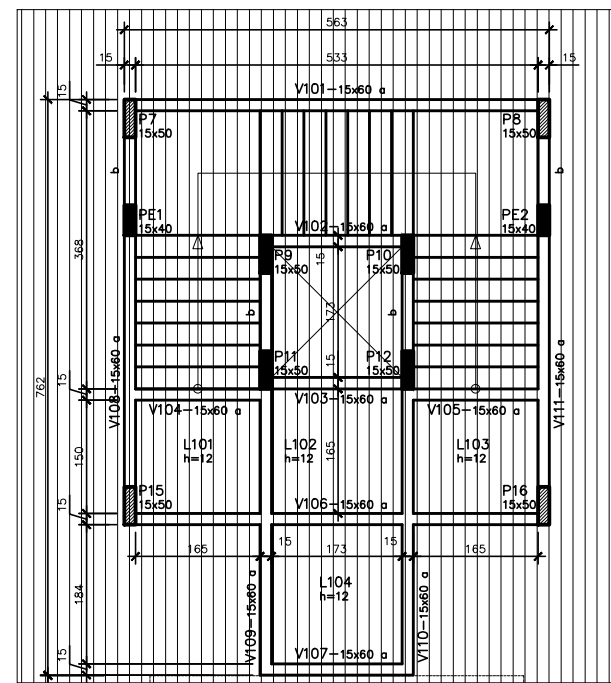 563
15 533 15
15
V101-15x60 a
P7
15x50
P8
15x50
b
b
PE1
15x40
PE2
15x40
V102-15x60 a
P9
15x50
P10
15x50
15
368
173
b
b
P11
15x50
P12
15x50
15
762
V108-15x60 a
V111-15x60 a
15
V103-15x60 a
V104-15x60 a
V105-15x60 a
L101
h=12
L102
h=12
L103
h=12
150
165
P15
15x50
P16
15x50
V106-15x60 a
15
165 15 173 15 165
L104
h=12
184
V109-15x60 a
V110-15x60 a
V107-15x60 a
15